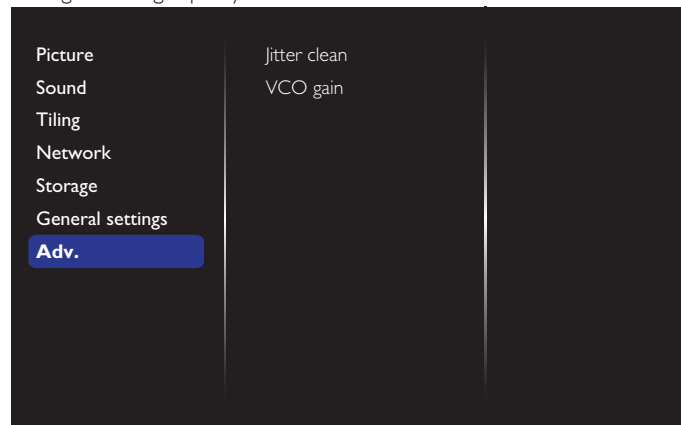 Picture
Sound
Tiling
Network
Storage
General settings
Adv.
Jitter clean
VCO gain